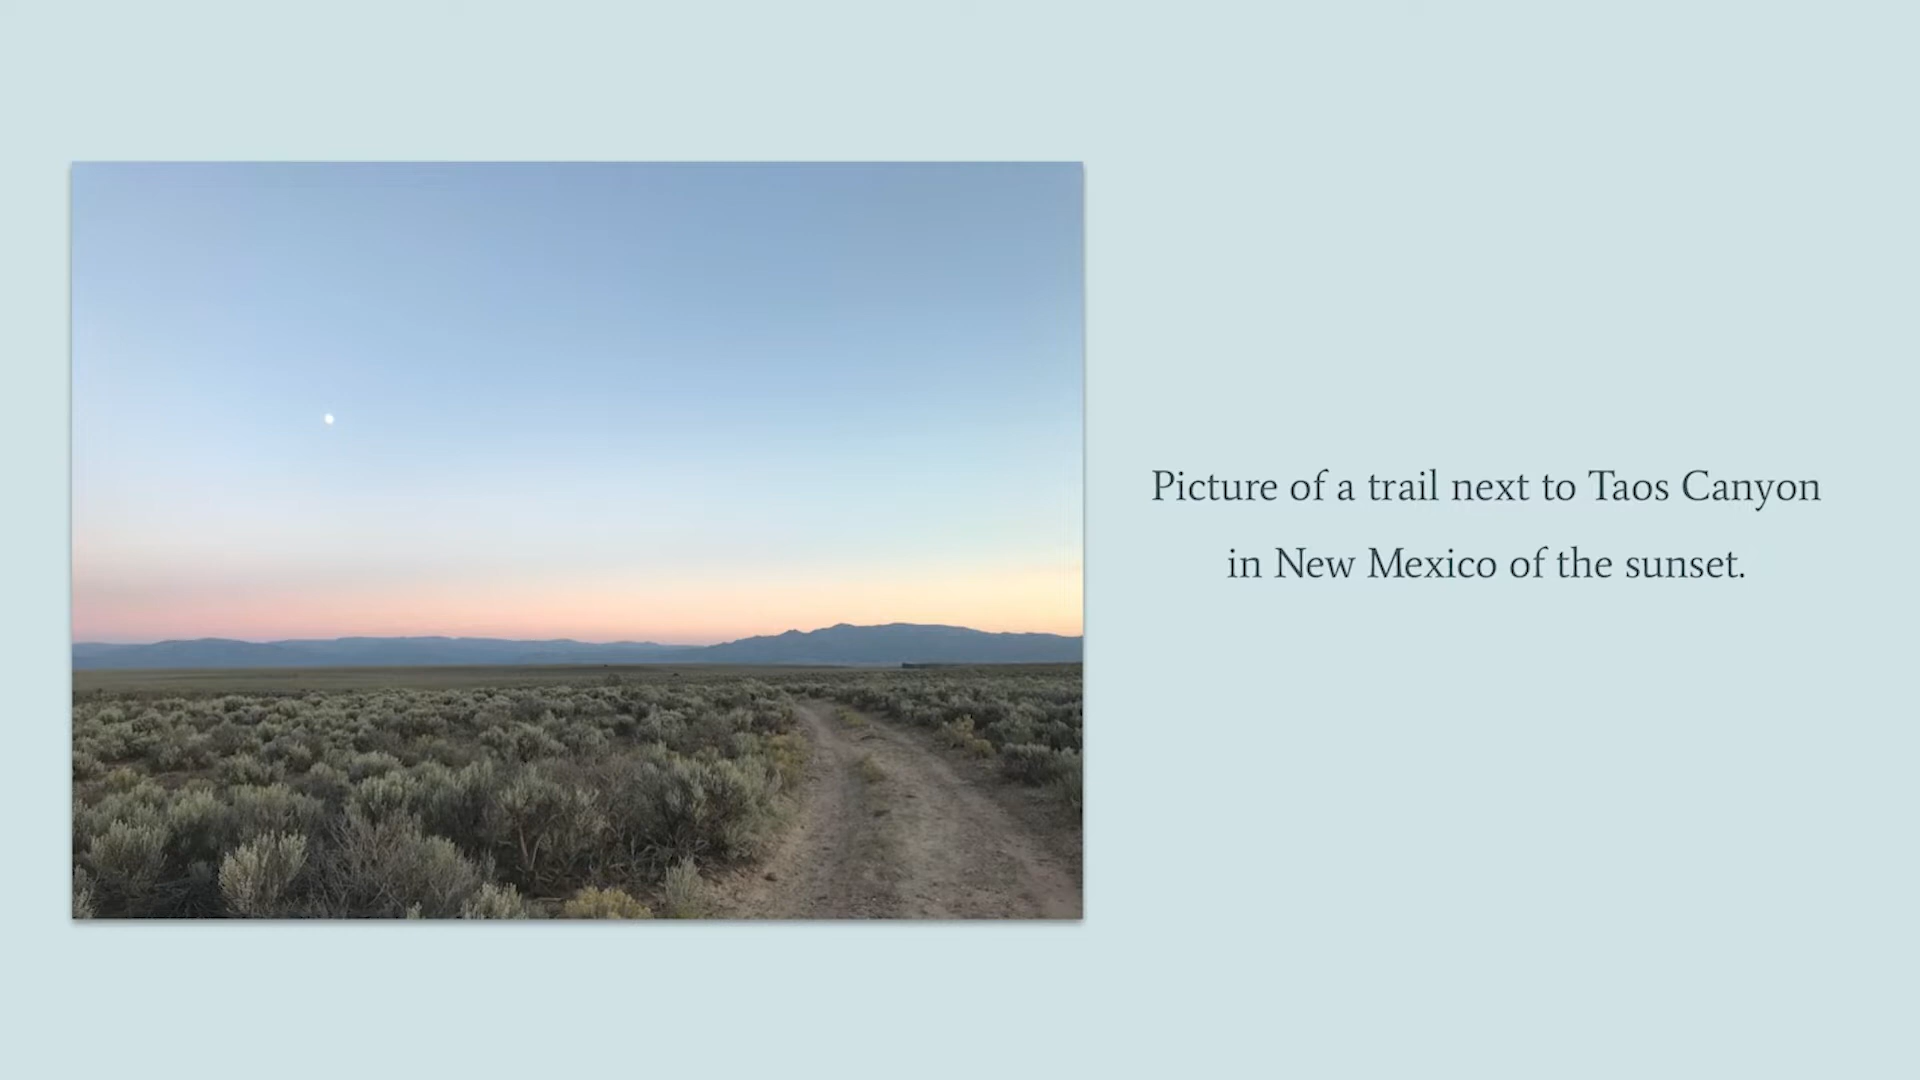 Picture of a trail next to Taos Canyon
in New Mexico of the sunset.